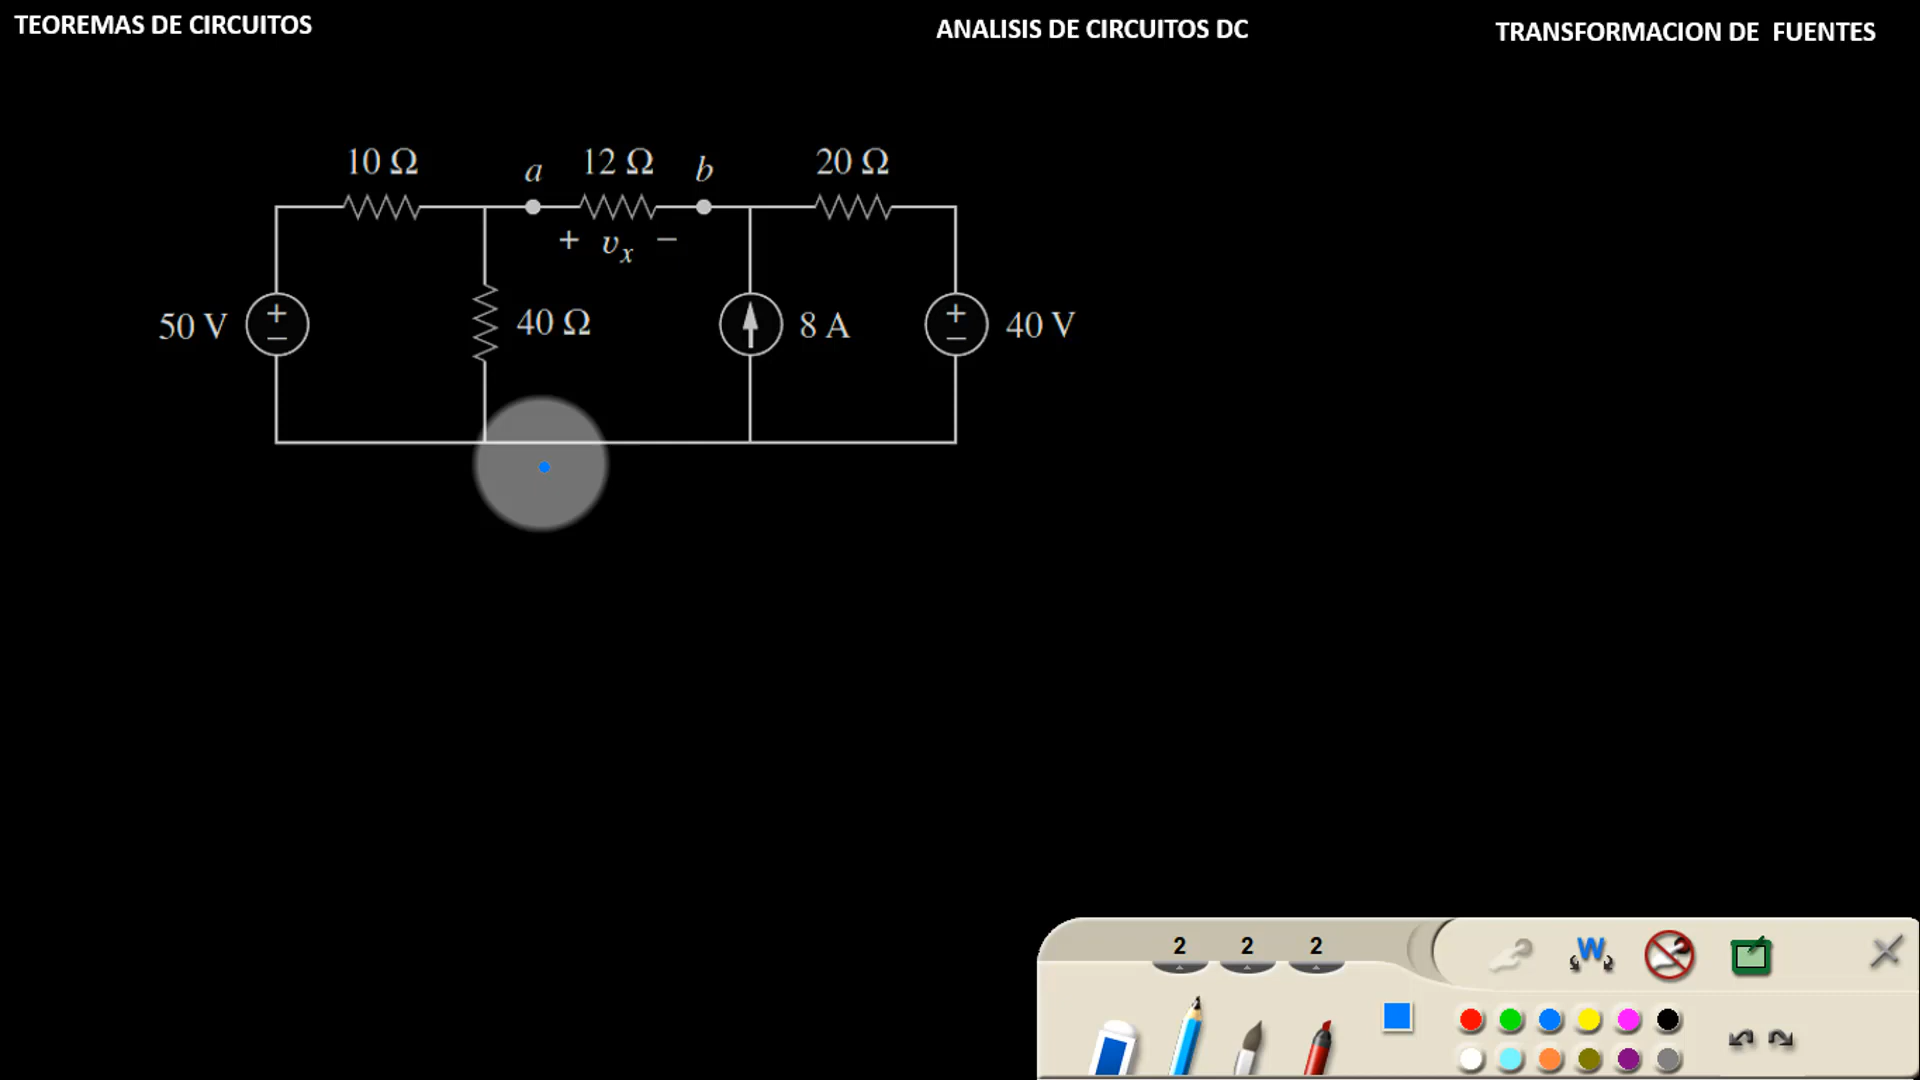 TEOREMAS DE CIRCUITOS
ANALISIS DE CIRCUITOS DC
TRANSFORMACION DE FUENTES
10 Ω
a
12 Ω
b
20 Ω
+ vx −
50 V
+
−
40 Ω
8 A
+
−
40 V
2
2
2
W